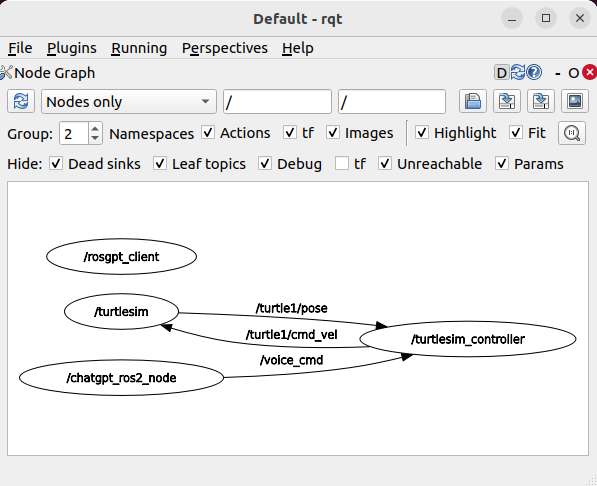 Default - rqt
File Plugins Running Perspectives Help
Node Graph D - O
Nodes only / /
Group: 2 Namespaces Actions tf Images Highlight Fit
Hide: Dead sinks Leaf topics Debug tf Unreachable Params
/rosgpt_client
/turtle1/pose
/turtlesim
/turtle1/cmd_vel
/turtlesim_controller
/voice_cmd
/chatgpt_ros2_node